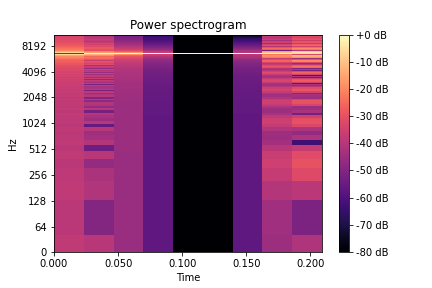 Power spectrogram
8192
4096
2048
1024
512
256
128
64
0
Hz
0.000 0.050 0.100 0.150 0.200
Time
+0 dB
-10 dB
-20 dB
-30 dB
-40 dB
-50 dB
-60 dB
-70 dB
-80 dB